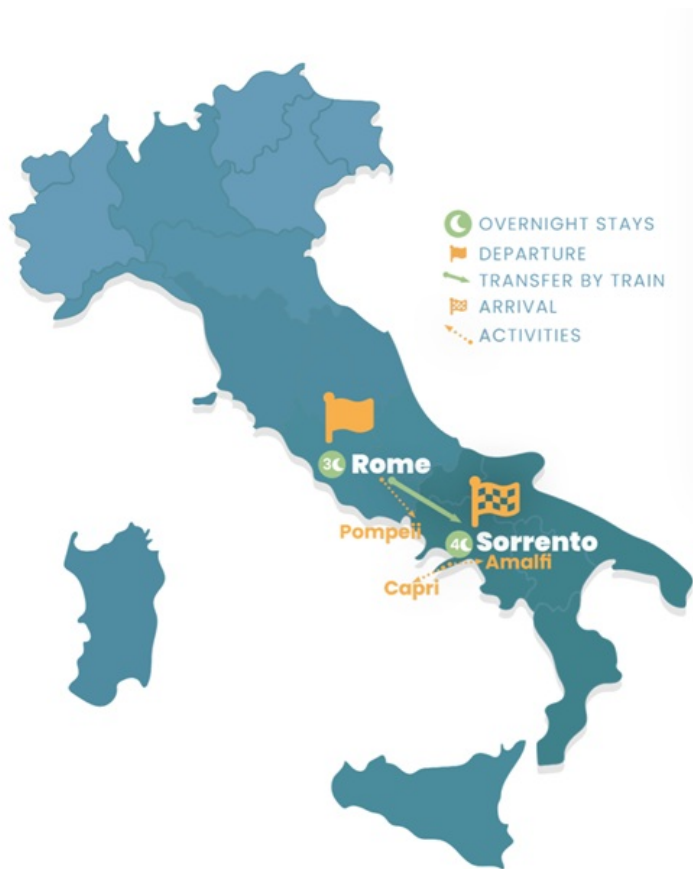 OVERNIGHT STAYS
DEPARTURE
TRANSFER BY TRAIN
ARRIVAL
ACTIVITIES
3 Rome
Pompeii
4 Sorrento
Amalfi
Capri